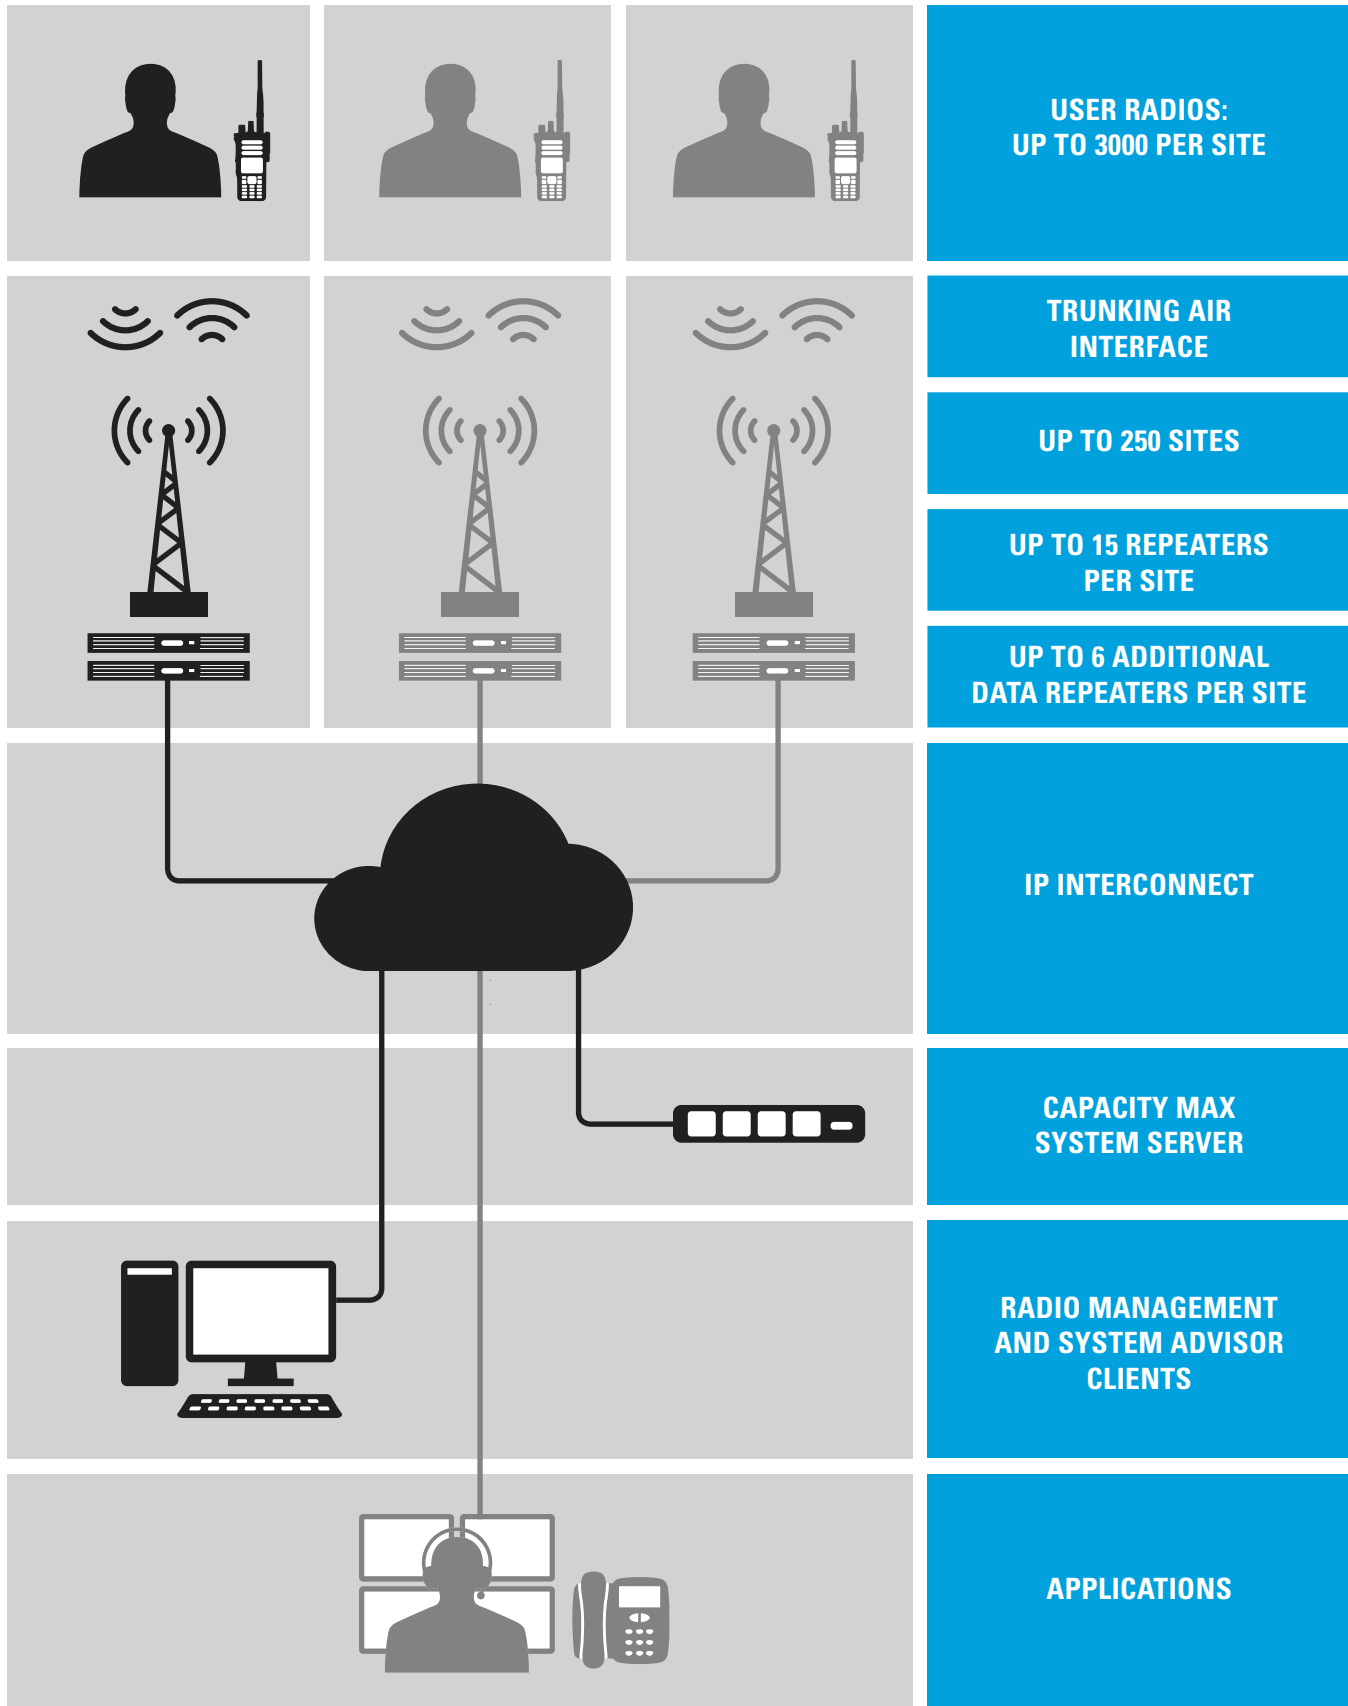 USER RADIOS:
UP TO 3000 PER SITE
TRUNKING AIR
INTERFACE
UP TO 250 SITES
UP TO 15 REPEATERS
PER SITE
UP TO 6 ADDITIONAL
DATA REPEATERS PER SITE
IP INTERCONNECT
CAPACITY MAX
SYSTEM SERVER
RADIO MANAGEMENT
AND SYSTEM ADVISOR
CLIENTS
APPLICATIONS